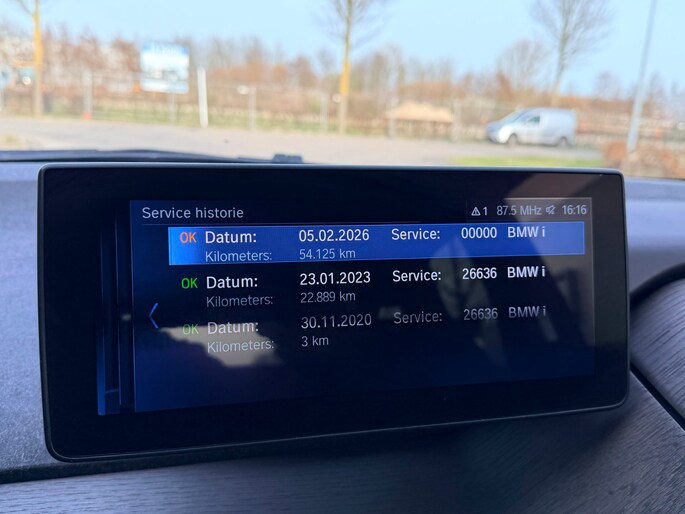 Service historie 1 87.5 MHz 16:16
OK Datum: 05.02.2026 Service: 00000 BMW i
Kilometers: 54.125 km
OK Datum: 23.01.2023 Service: 26636 BMW i
Kilometers: 22.889 km
OK Datum: 30.11.2020 Service: 26636 BMW i
Kilometers: 3 km